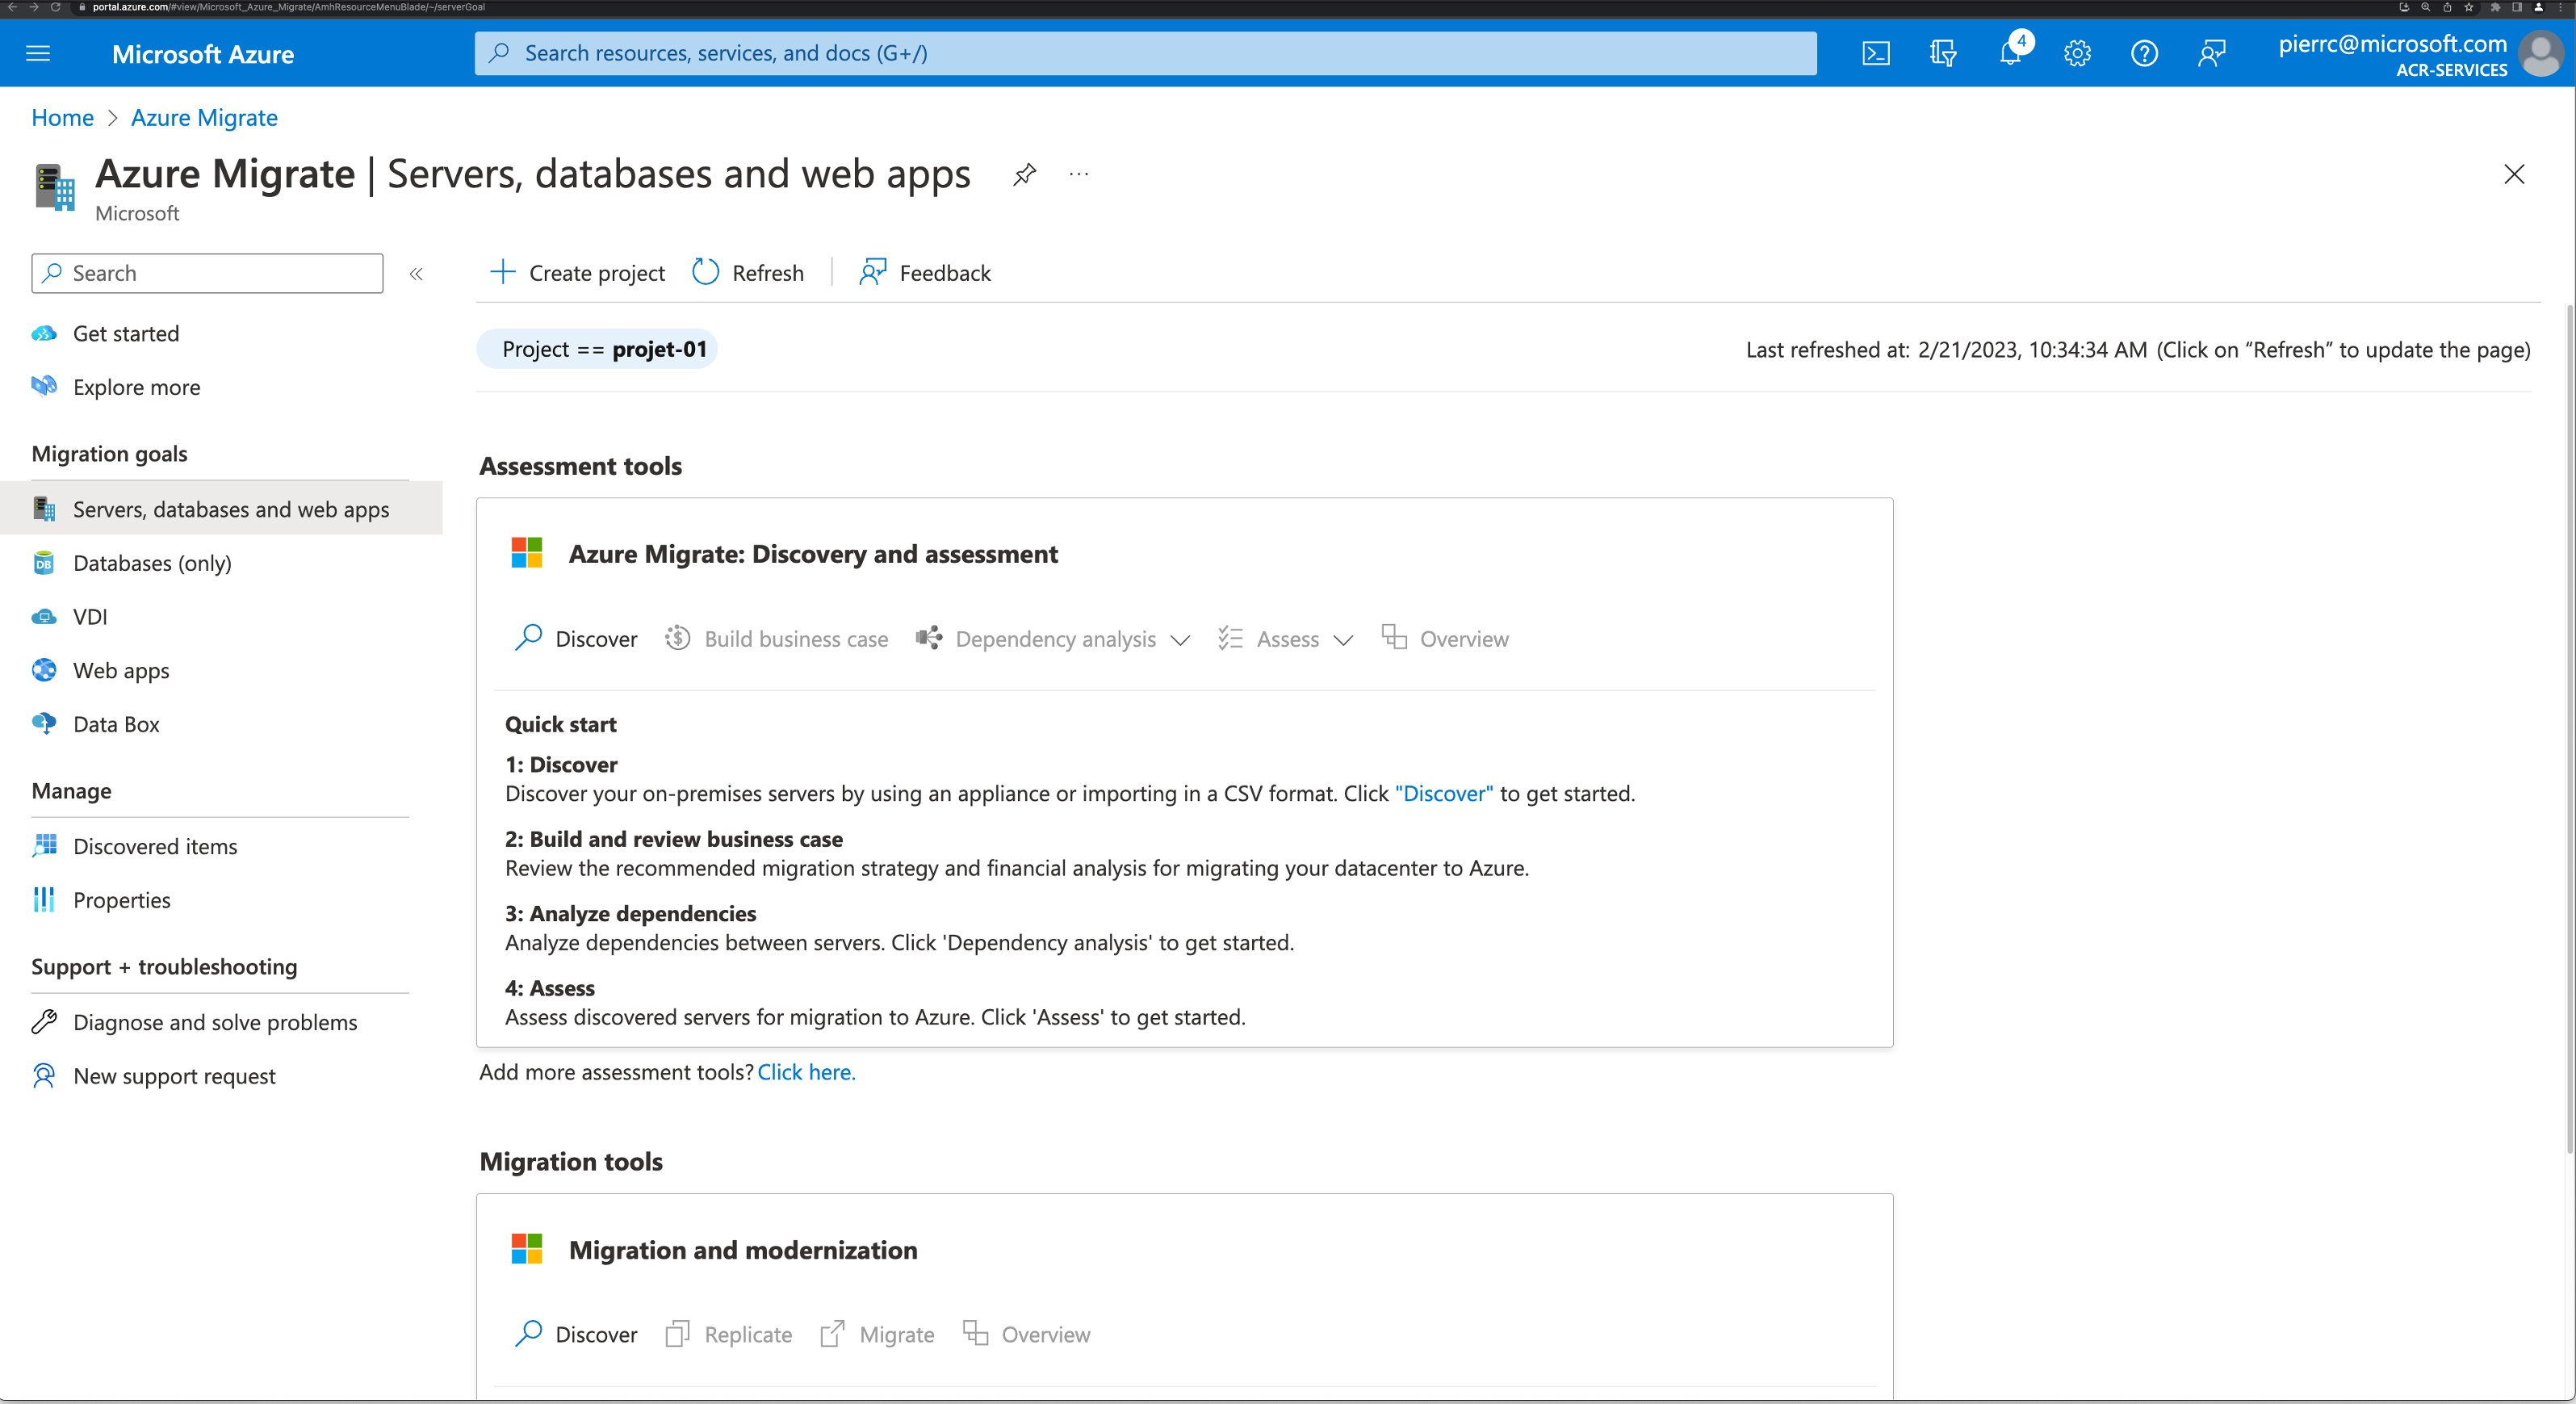 portal.azure.com/#view/Microsoft_Azure_Migrate/AmhResourceMenuBlade/~/serverGoal
Microsoft Azure
Search resources, services, and docs (G+/)
4
pierrc@microsoft.com
ACR-SERVICES
Home > Azure Migrate
Azure Migrate | Servers, databases and web apps
...
Microsoft
Search
«
Create project
Refresh
Feedback
Get started
Explore more
Migration goals
Servers, databases and web apps
DB
Databases (only)
VDI
Web apps
Data Box
Manage
Discovered items
Properties
Support + troubleshooting
Diagnose and solve problems
New support request
Project == projet-01
Last refreshed at: 2/21/2023, 10:34:34 AM (Click on “Refresh” to update the page)
Assessment tools
Azure Migrate: Discovery and assessment
Discover
Build business case
Dependency analysis
Assess
Overview
Quick start
1: Discover
Discover your on-premises servers by using an appliance or importing in a CSV format. Click "Discover" to get started.
2: Build and review business case
Review the recommended migration strategy and financial analysis for migrating your datacenter to Azure.
3: Analyze dependencies
Analyze dependencies between servers. Click 'Dependency analysis' to get started.
4: Assess
Assess discovered servers for migration to Azure. Click 'Assess' to get started.
Add more assessment tools? Click here.
Migration tools
Migration and modernization
Discover
Replicate
Migrate
Overview